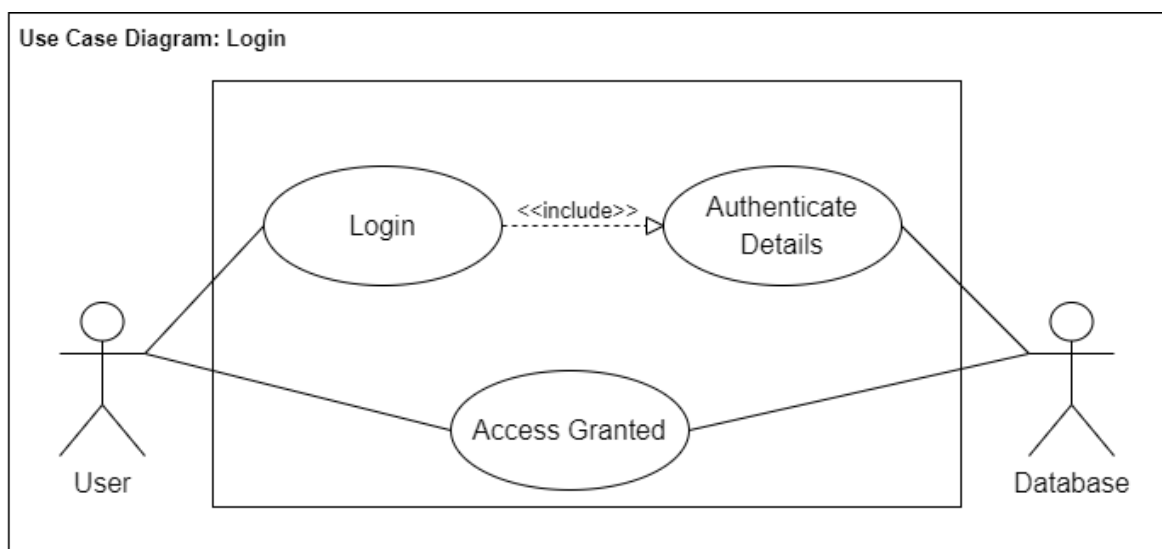 Use Case Diagram: Login
Login
<<include>>
Authenticate
Details
Access Granted
User
Database